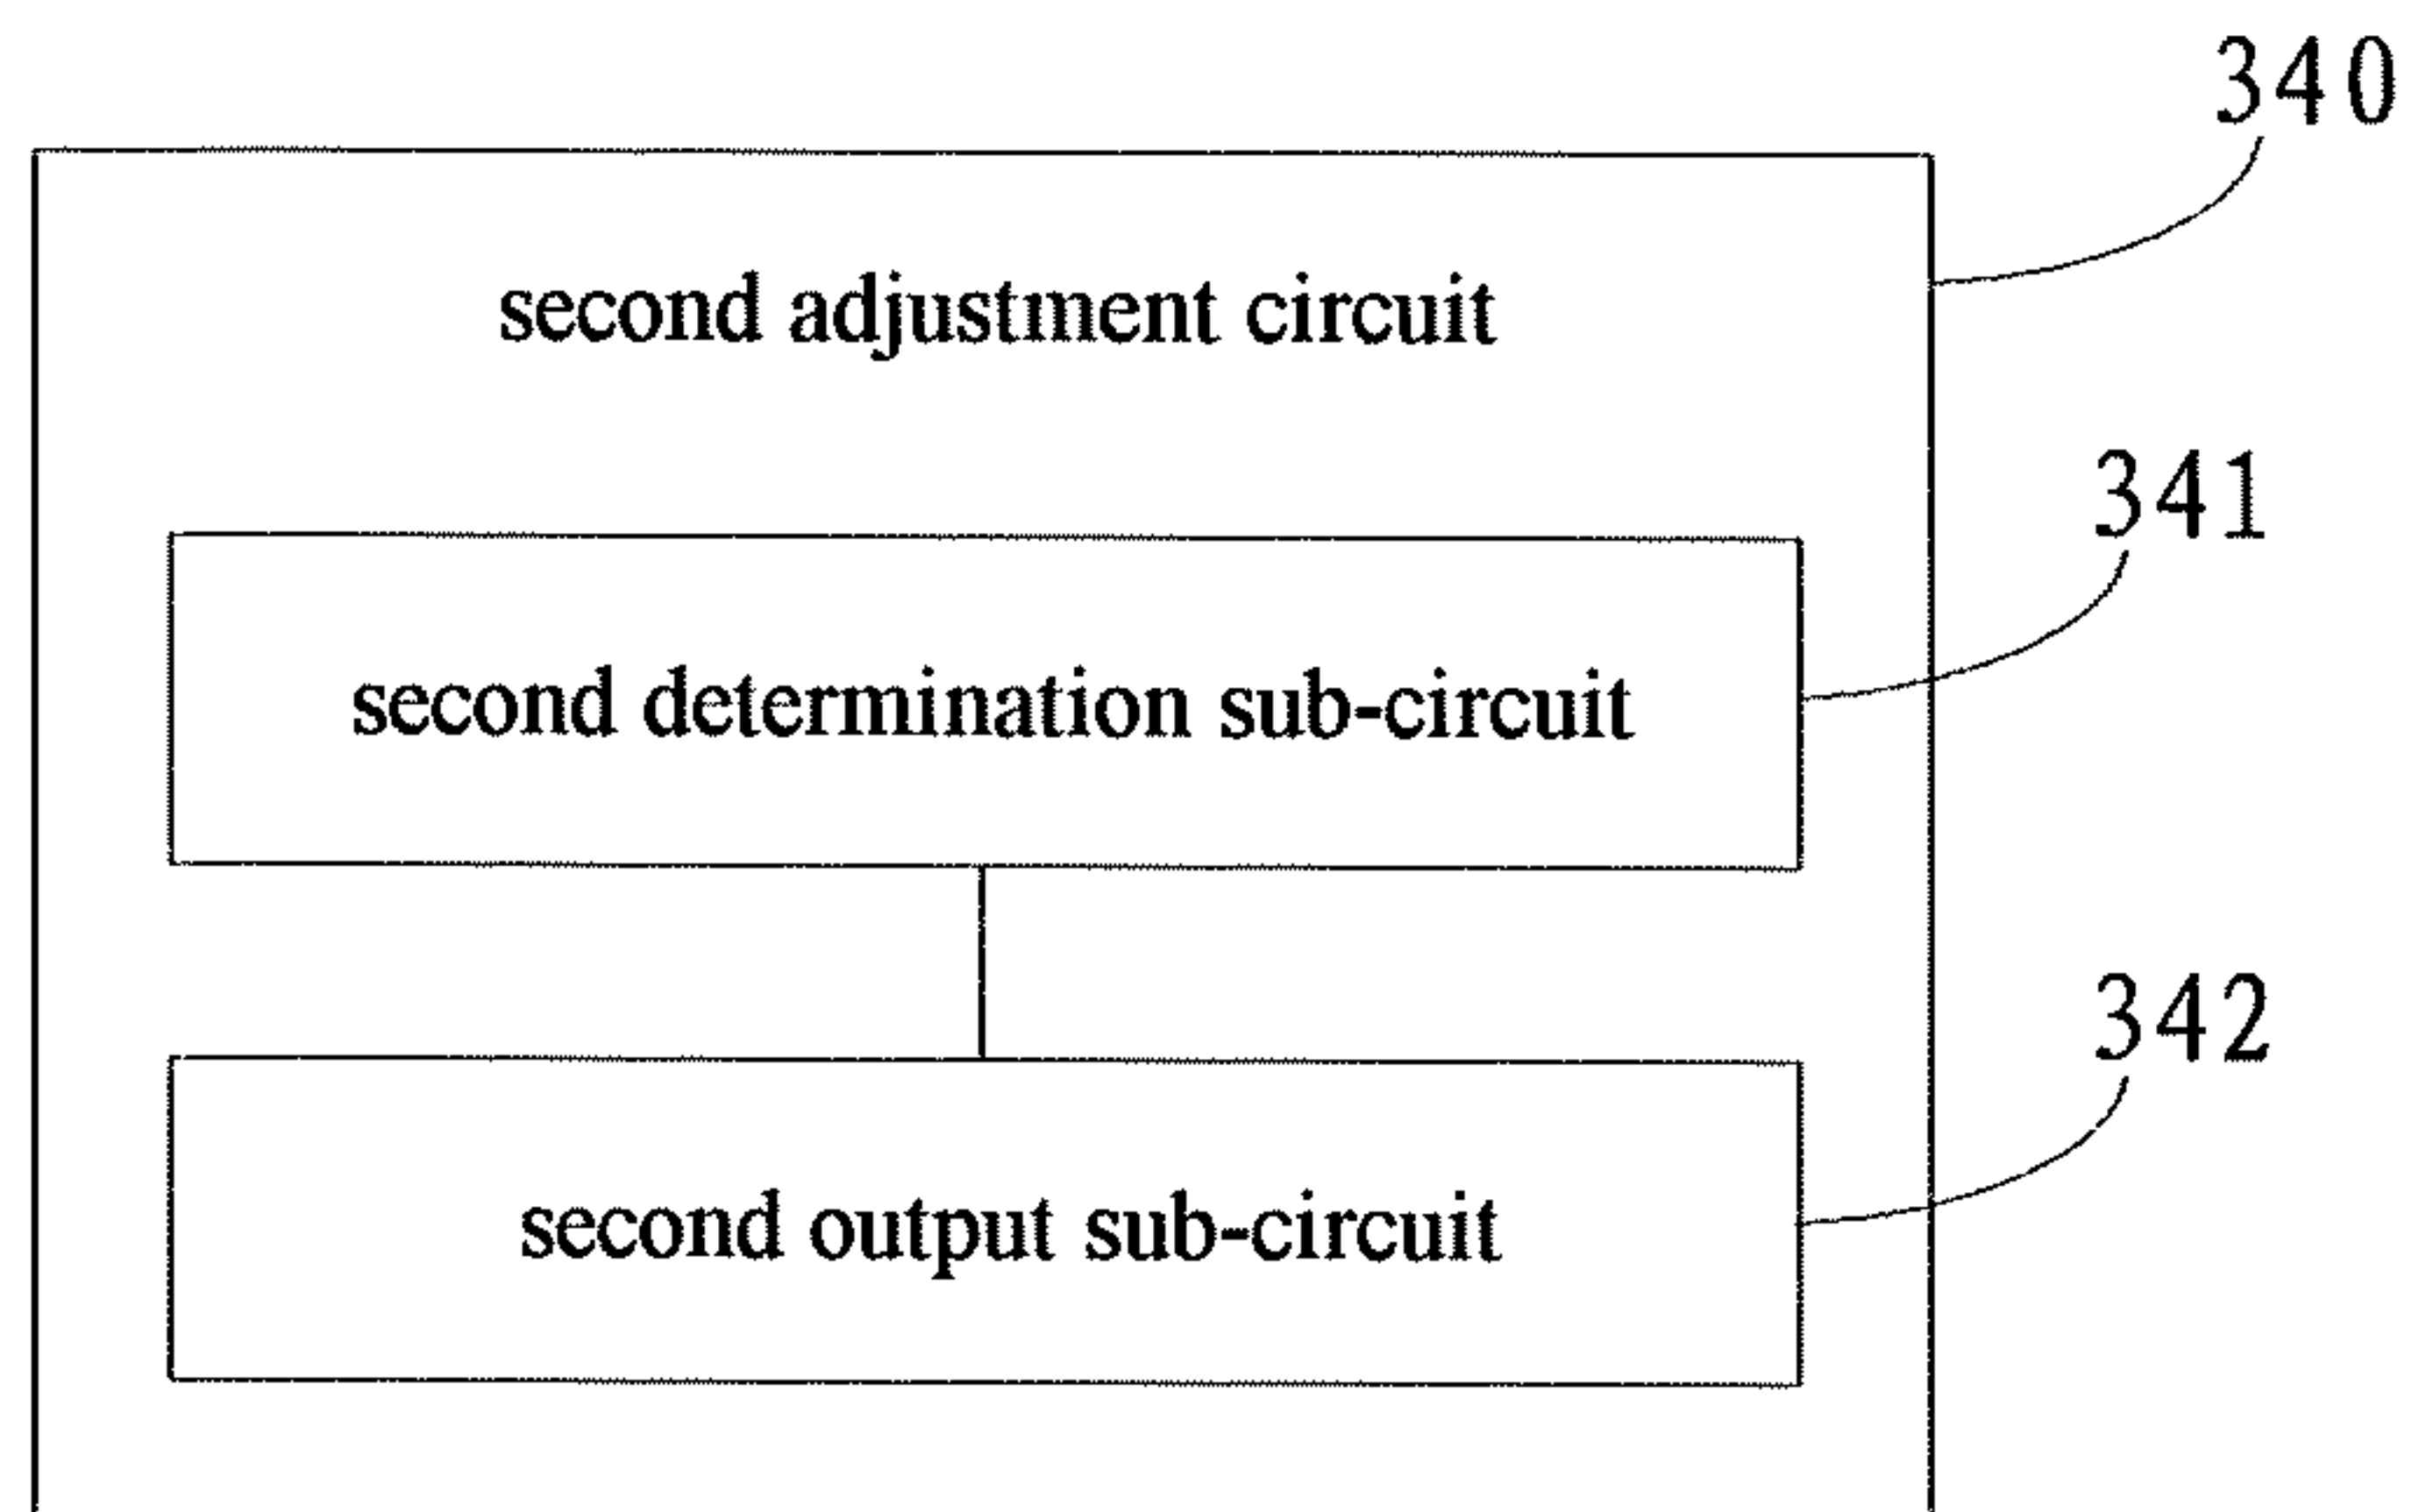 340
second adjustment circuit
341
second determination sub-circuit
342
second output sub-circuit